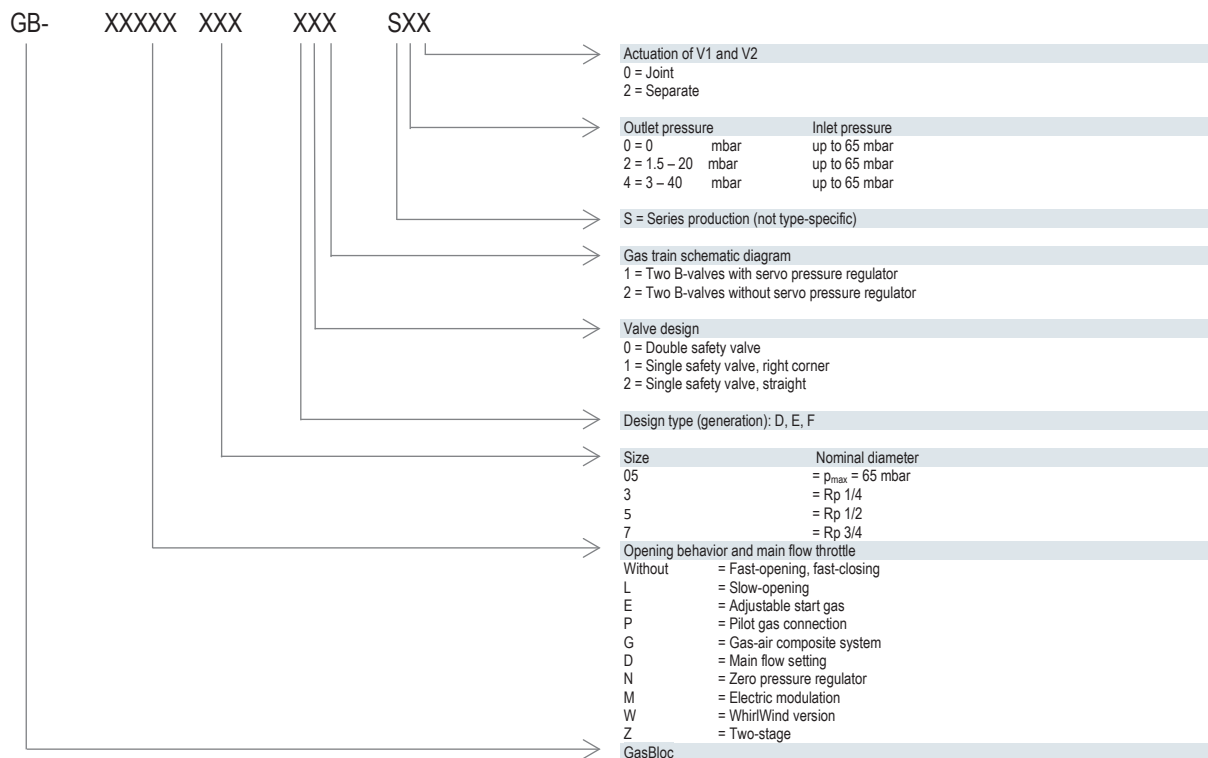 GB- XXXXX XXX XXX SXX
Actuation of V1 and V2
0 = Joint
2 = Separate
Outlet pressure Inlet pressure
0 = 0 mbar up to 65 mbar
2 = 1.5 – 20 mbar up to 65 mbar
4 = 3 – 40 mbar up to 65 mbar
S = Series production (not type-specific)
Gas train schematic diagram
1 = Two B-valves with servo pressure regulator
2 = Two B-valves without servo pressure regulator
Valve design
0 = Double safety valve
1 = Single safety valve, right corner
2 = Single safety valve, straight
Design type (generation): D, E, F
Size Nominal diameter
05 = pmax = 65 mbar
3 = Rp 1/4
5 = Rp 1/2
7 = Rp 3/4
Opening behavior and main flow throttle
Without = Fast-opening, fast-closing
L = Slow-opening
E = Adjustable start gas
P = Pilot gas connection
G = Gas-air composite system
D = Main flow setting
N = Zero pressure regulator
M = Electric modulation
W = WhirlWind version
Z = Two-stage
GasBloc